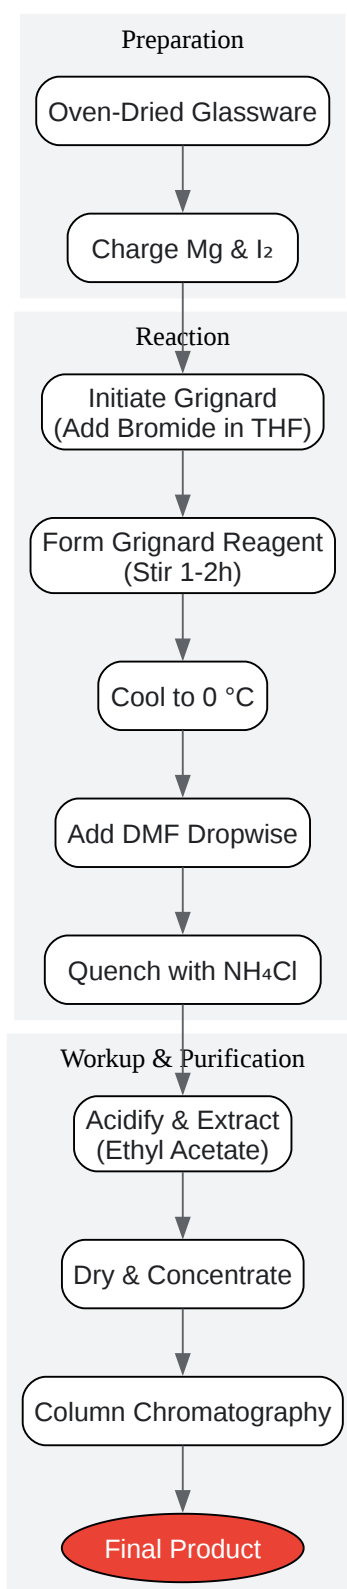 Preparation
Oven-Dried Glassware
Charge Mg & I₂
Reaction
Initiate Grignard
(Add Bromide in THF)
Form Grignard Reagent
(Stir 1-2h)
Cool to 0 °C
Add DMF Dropwise
Quench with NH₄Cl
Workup & Purification
Acidify & Extract
(Ethyl Acetate)
Dry & Concentrate
Column Chromatography
Final Product